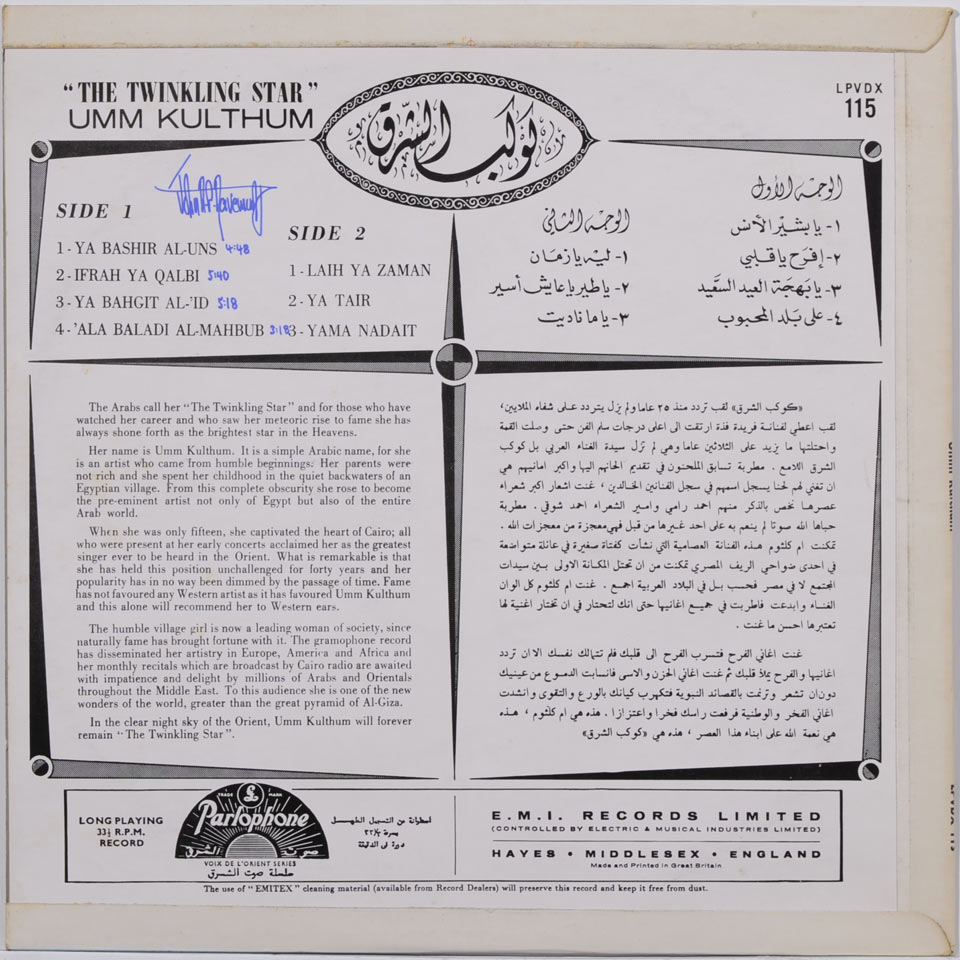 "THE TWINKLING STAR"
UMM KULTHUM
كوكب الشرق
LPVDX
115
SIDE 1
1-YA BASHIR AL-UNS 4:48
2-IFRAH YA QALBI 5:40
3-YA BAHGIT AL-'ID 5:18
4-'ALA BALADI AL-MAHBUB 3:18
SIDE 2
1-LAIH YA ZAMAN
2-YA TAIR
3-YAMA NADAIT
الوجه الأول
١- يا بشير الأنس
٢- إفرح يا قلبي
٣- يا بهجة العيد السعيد
٤- على بلد المحبوب
الوجه الثاني
١- ليه يا زمان
٢- يا طير يا عايش أسير
٣- ياما ناديت
The Arabs call her "The Twinkling Star" and for those who have
watched her career and who saw her meteoric rise to fame she has
always shone forth as the brightest star in the Heavens.
Her name is Umm Kulthum. It is a simple Arabic name, for she
is an artist who came from humble beginnings. Her parents were
not rich and she spent her childhood in the quiet backwaters of an
Egyptian village. From this complete obscurity she rose to become
the pre-eminent artist not only of Egypt but also of the entire
Arab world.
When she was only fifteen, she captivated the heart of Cairo; all
who were present at her early concerts acclaimed her as the greatest
singer ever to be heard in the Orient. What is remarkable is that
she has held this position unchallenged for forty years and her
popularity has in no way been dimmed by the passage of time. Fame
has not favoured any Western artist as it has favoured Umm Kulthum
and this alone will recommend her to Western ears.
The humble village girl is now a leading woman of society, since
naturally fame has brought fortune with it. The gramophone record
has disseminated her artistry in Europe, America and Africa and
her monthly recitals which are broadcast by Cairo radio are awaited
with impatience and delight by millions of Arabs and Orientals
throughout the Middle East. To this audience she is one of the new
wonders of the world, greater than the great pyramid of Al-Giza.
In the clear night sky of the Orient, Umm Kulthum will forever
remain "The Twinkling Star".
«كوكب الشرق» لقب تردد منذ ٢٥ عاما ولم يزل يتردد على شفاه الملايين،
لقب اعطي لفنانة فريدة فذة ارتقت الى اعلى درجات سلم الفن حتى وصلت القمة
واحتلتها ما يزيد على الثلاثين عاما وهي لم تزل سيدة الغناء العربي بل كوكب
الشرق اللامع . مطربة تسابق الملحنون في تقديم الحانهم اليها واكبر امانيهم هي
ان تغني لهم لحنا يسجل اسمهم في سجل الفنانين الخالدين ، غنت اشعار اكبر شعراء
عصرها نخص بالذكر منهم احمد رامي وامير الشعراء احمد شوقي . مطربة
حباها الله صوتا لم ينعم به على احد غيرها من قبل فهي معجزة من معجزات الله .
تمكنت ام كلثوم هذه الفنانة العصامية التي نشأت كفتاة صغيرة في عائلة متواضعة
في احدى ضواحي الريف المصري تمكنت من ان تحتل المكانة الاولى بين سيدات
المجتمع لا في مصر فحسب بل في البلاد العربية اجمع . غنت ام كلثوم كل الوان
الغناء وابدعت فاطربت في جميع اغانيها حتى انك لتحتار في ان تختار اغنية لها
تعتبرها احسن ما غنت .
غنت اغاني الفرح فتسرب الفرح الى قلبك فلم تتمالك نفسك الا ان تردد
اغانيها والفرح يملأ قلبك ثم غنت اغاني الحزن والاسى فانسابت الدموع من عينيك
دون ان تشعر وترنمت بالقصائد النبوية فتكهرب كيانك بالورع والتقوى وانشدت
اغاني الفخر والوطنية فرفعت راسك فخرا واعتزازا . هذه هي ام كلثوم ، هذه
هي نعمة الله على ابناء هذا العصر ، هذه هي «كوكب الشرق»
LONG PLAYING
33⅓ R.P.M.
RECORD
TRADE MARK
Parlophone
صوت الشرق
VOIX DE L'ORIENT SERIES
سلسلة صوت الشرق
اسطوانة من التسجيل الطويل
بسرعة ٣٣⅓
دورة في الدقيقة
E.M.I. RECORDS LIMITED
(CONTROLLED BY ELECTRIC & MUSICAL INDUSTRIES LIMITED)
HAYES • MIDDLESEX • ENGLAND
Made and Printed in Great Britain
The use of "EMITEX" cleaning material (available from Record Dealers) will preserve this record and keep it free from dust.